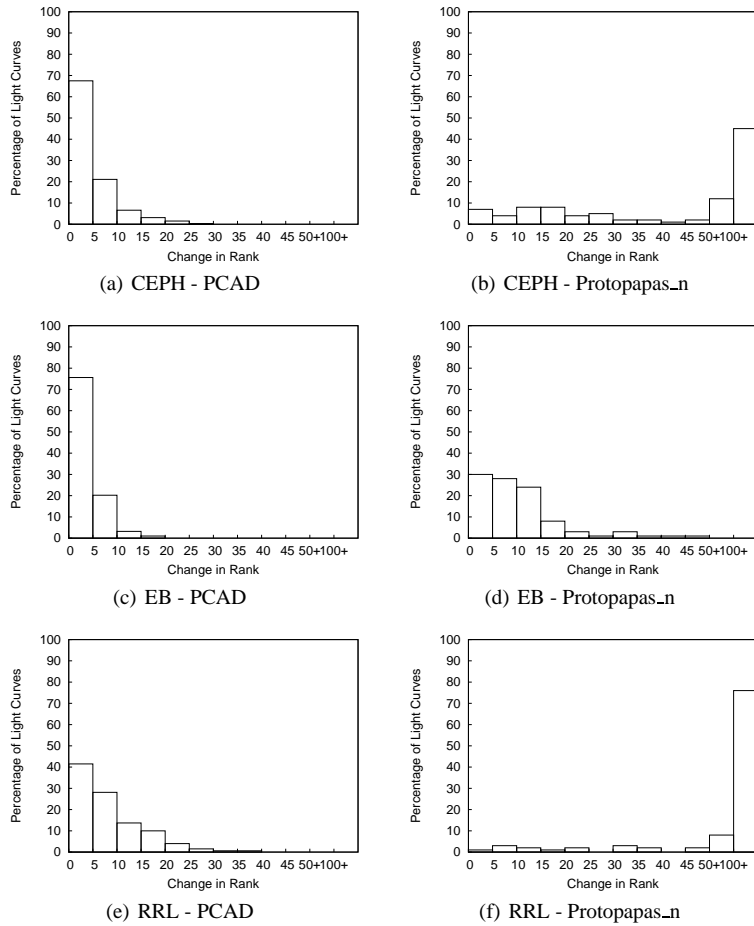 Percentage of Light Curves
100
90
80
70
60
50
40
30
20
10
0
0 5 10 15 20 25 30 35 40 45 50+100+
Change in Rank
(a) CEPH - PCAD
Percentage of Light Curves
100
90
80
70
60
50
40
30
20
10
0
0 5 10 15 20 25 30 35 40 45 50+100+
Change in Rank
(b) CEPH - Protopapas_n
Percentage of Light Curves
100
90
80
70
60
50
40
30
20
10
0
0 5 10 15 20 25 30 35 40 45 50+100+
Change in Rank
(c) EB - PCAD
Percentage of Light Curves
100
90
80
70
60
50
40
30
20
10
0
0 5 10 15 20 25 30 35 40 45 50+100+
Change in Rank
(d) EB - Protopapas_n
Percentage of Light Curves
100
90
80
70
60
50
40
30
20
10
0
0 5 10 15 20 25 30 35 40 45 50+100+
Change in Rank
(e) RRL - PCAD
Percentage of Light Curves
100
90
80
70
60
50
40
30
20
10
0
0 5 10 15 20 25 30 35 40 45 50+100+
Change in Rank
(f) RRL - Protopapas_n